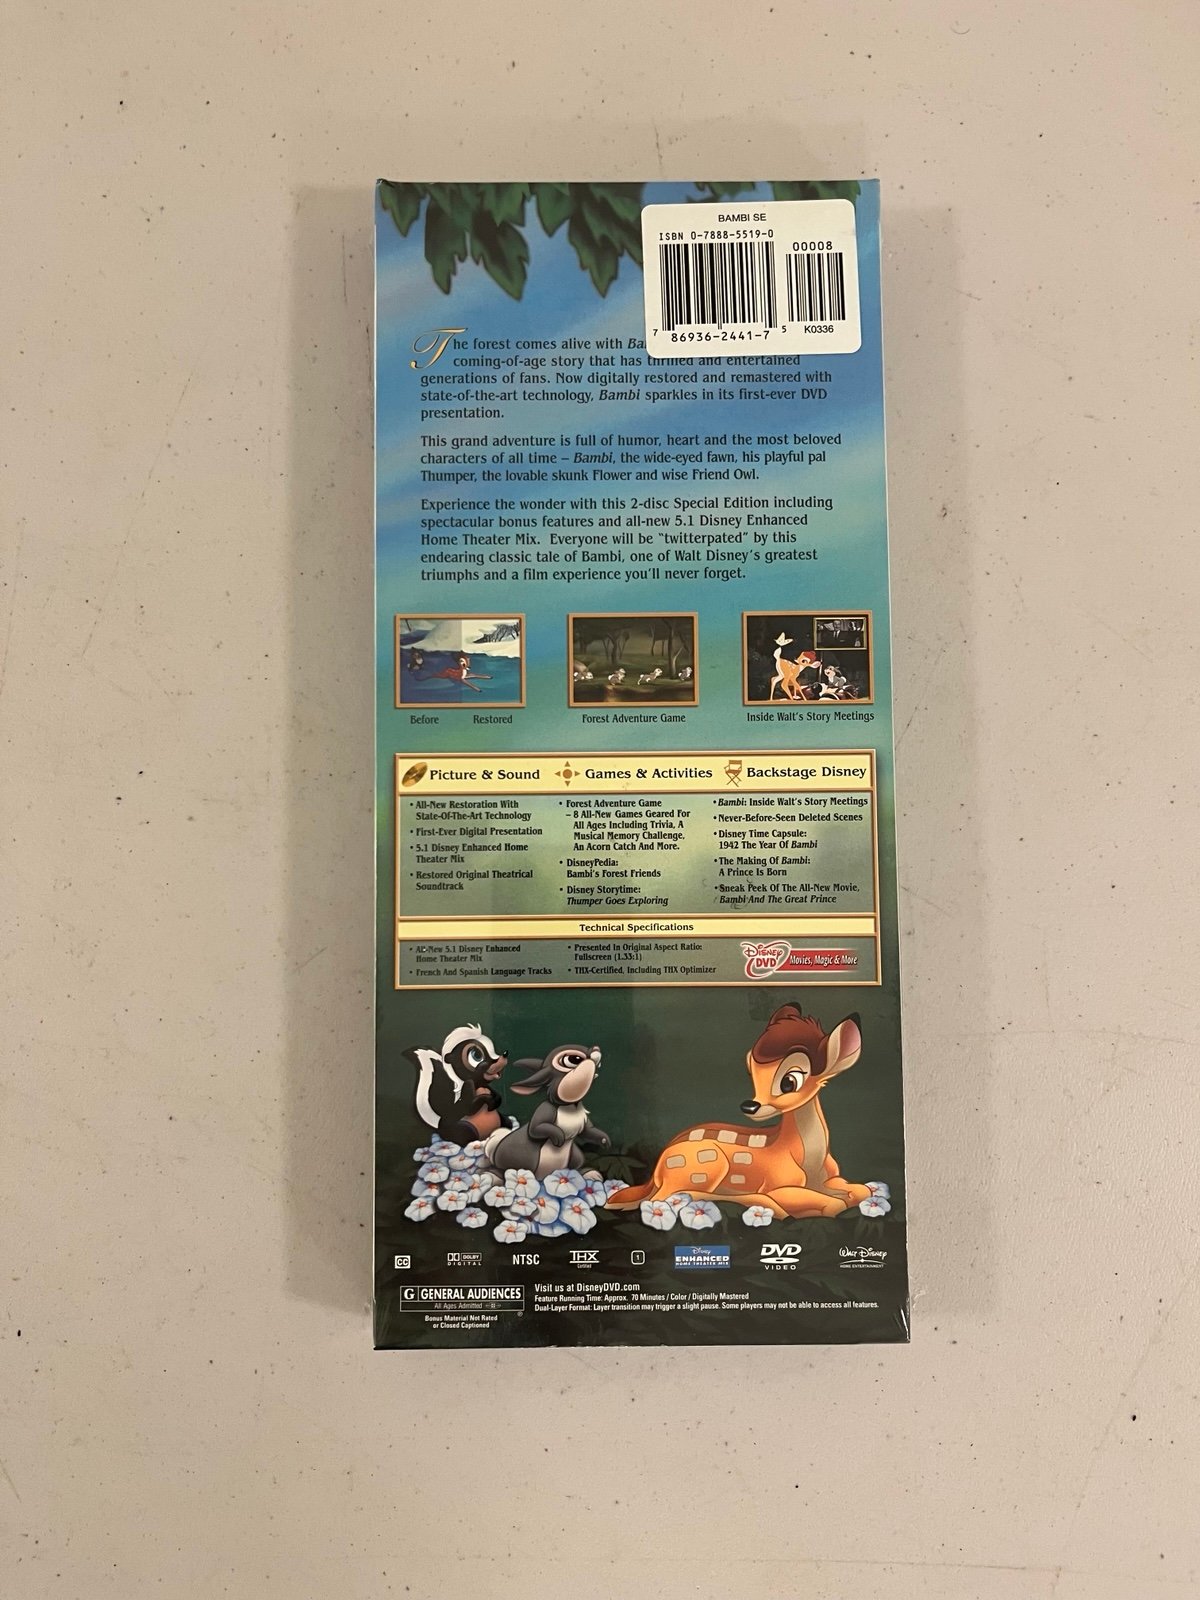 BAMBI SE
ISBN 0-7888-5519-0
00008
7 86936-2441-7 5
K0336
The forest comes alive with Ba
coming-of-age story that has thrilled and entertained
generations of fans. Now digitally restored and remastered with
state-of-the-art technology, Bambi sparkles in its first-ever DVD
presentation.
This grand adventure is full of humor, heart and the most beloved
characters of all time – Bambi, the wide-eyed fawn, his playful pal
Thumper, the lovable skunk Flower and wise Friend Owl.
Experience the wonder with this 2-disc Special Edition including
spectacular bonus features and all-new 5.1 Disney Enhanced
Home Theater Mix. Everyone will be "twitterpated" by this
endearing classic tale of Bambi, one of Walt Disney's greatest
triumphs and a film experience you'll never forget.
Before Restored
Forest Adventure Game
Inside Walt's Story Meetings
Picture & Sound
• All-New Restoration With
State-Of-The-Art Technology
• First-Ever Digital Presentation
• 5.1 Disney Enhanced Home
Theater Mix
• Restored Original Theatrical
Soundtrack
Games & Activities
• Forest Adventure Game
– 8 All-New Games Geared For
All Ages Including Trivia, A
Musical Memory Challenge,
An Acorn Catch And More.
• DisneyPedia:
Bambi's Forest Friends
• Disney Storytime:
Thumper Goes Exploring
Backstage Disney
• Bambi: Inside Walt's Story Meetings
• Never-Before-Seen Deleted Scenes
• Disney Time Capsule:
1942 The Year Of Bambi
• The Making Of Bambi:
A Prince Is Born
• Sneak Peek Of The All-New Movie,
Bambi And The Great Prince
Technical Specifications
• All-New 5.1 Disney Enhanced
Home Theater Mix
• French And Spanish Language Tracks
• Presented In Original Aspect Ratio:
Fullscreen (1.33:1)
• THX-Certified, Including THX Optimizer
Disney DVD
Movies, Magic & More
CC
DOLBY
DIGITAL
NTSC
THX
Certified
1
Disney
ENHANCED
HOME THEATER MIX
DVD
VIDEO
Walt Disney
HOME ENTERTAINMENT
G GENERAL AUDIENCES
All Ages Admitted
®
Bonus Material Not Rated
or Closed Captioned
Visit us at DisneyDVD.com
Feature Running Time: Approx. 70 Minutes / Color / Digitally Mastered
Dual-Layer Format: Layer transition may trigger a slight pause. Some players may not be able to access all features.